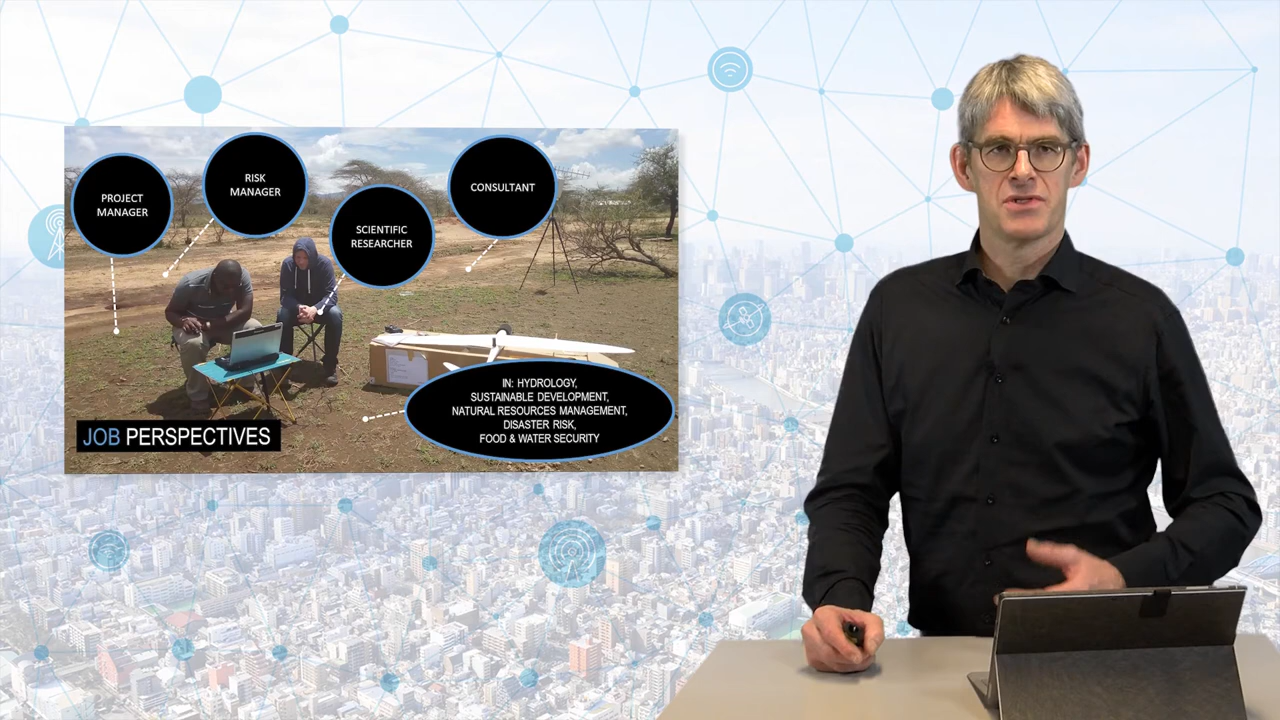 PROJECT
MANAGER
RISK
MANAGER
SCIENTIFIC
RESEARCHER
CONSULTANT
IN: HYDROLOGY,
SUSTAINABLE DEVELOPMENT,
NATURAL RESOURCES MANAGEMENT,
DISASTER RISK,
FOOD & WATER SECURITY
JOB PERSPECTIVES